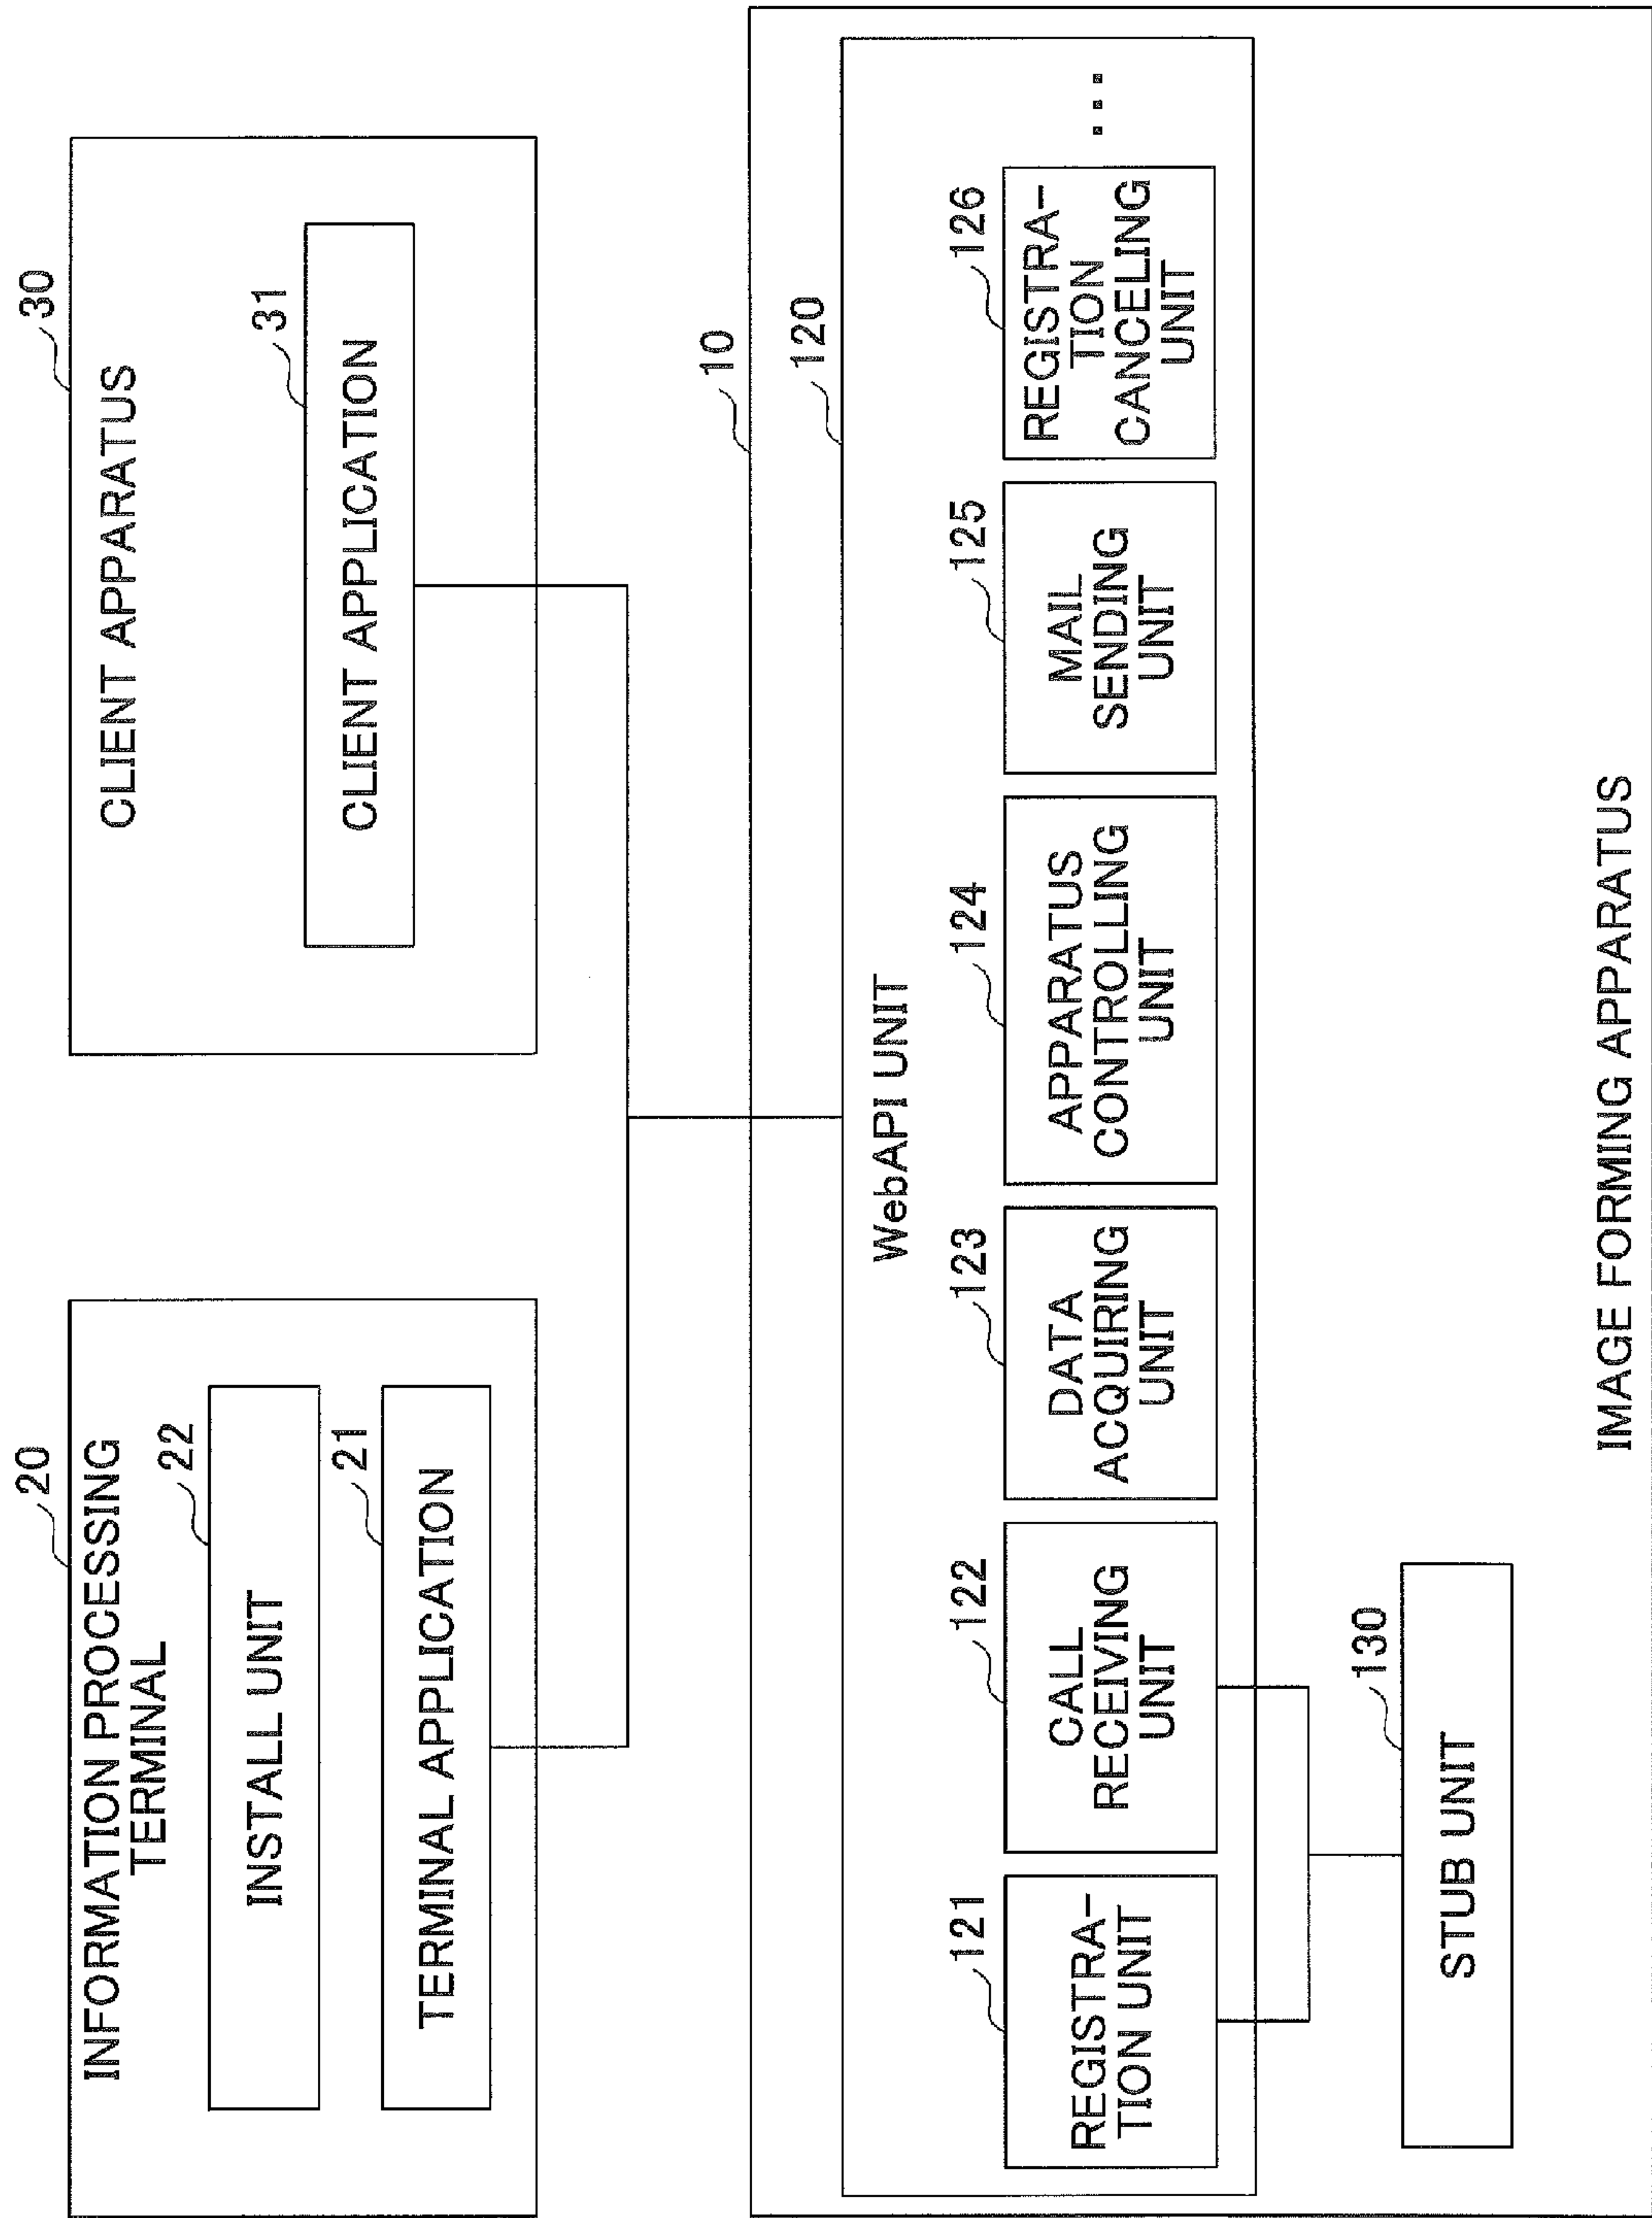 20
INFORMATION PROCESSING
TERMINAL
22
INSTALL UNIT
21
TERMINAL APPLICATION
30
CLIENT APPARATUS
31
CLIENT APPLICATION
10
120
WebAPI UNIT
121
REGISTRA-
TION UNIT
122
CALL
RECEIVING
UNIT
123
DATA
ACQUIRING
UNIT
124
APPARATUS
CONTROLLING
UNIT
125
MAIL
SENDING
UNIT
126
REGISTRA-
TION
CANCELING
UNIT
...
130
STUB UNIT
IMAGE FORMING APPARATUS